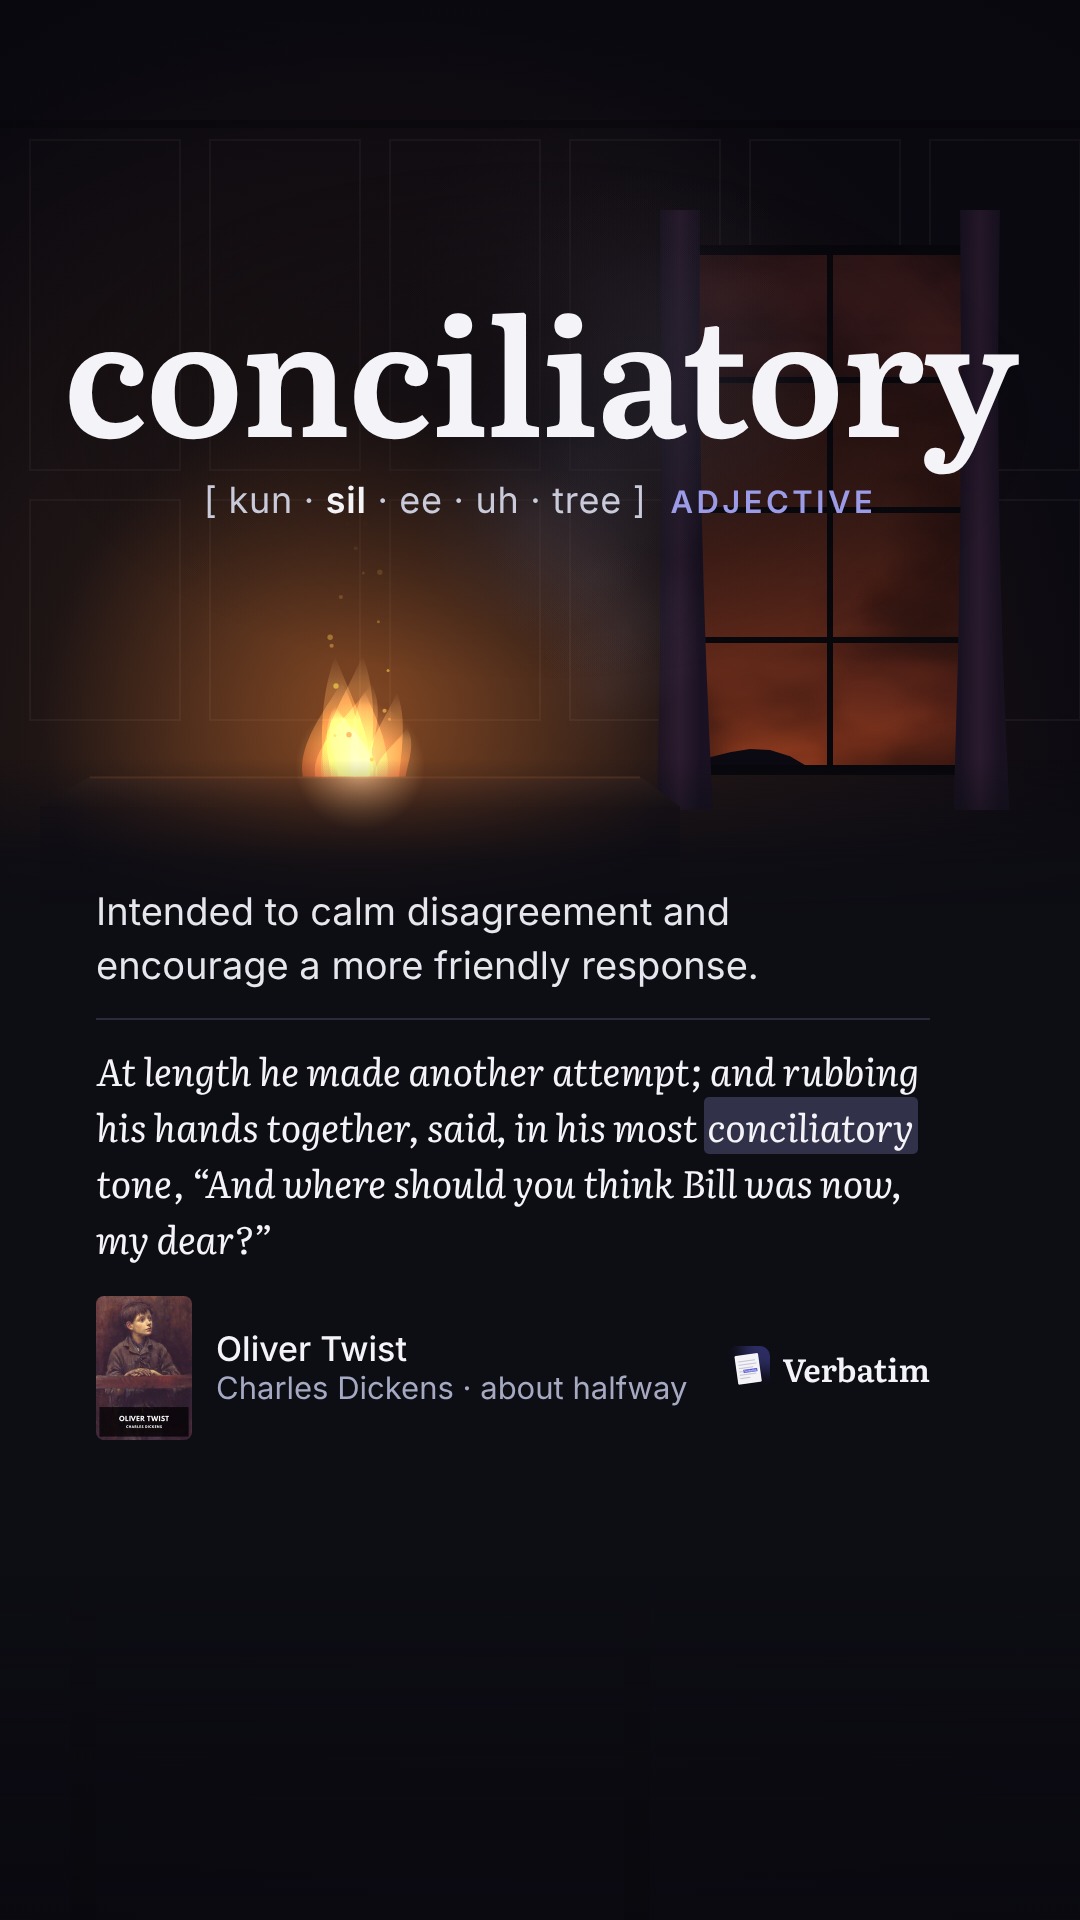 conciliatory
[ kun · sil · ee · uh · tree ] ADJECTIVE
Intended to calm disagreement and
encourage a more friendly response.
At length he made another attempt; and rubbing
his hands together, said, in his most conciliatory
tone, “And where should you think Bill was now,
my dear?”
OLIVER TWIST
CHARLES DICKENS
Oliver Twist
Charles Dickens · about halfway
Verbatim